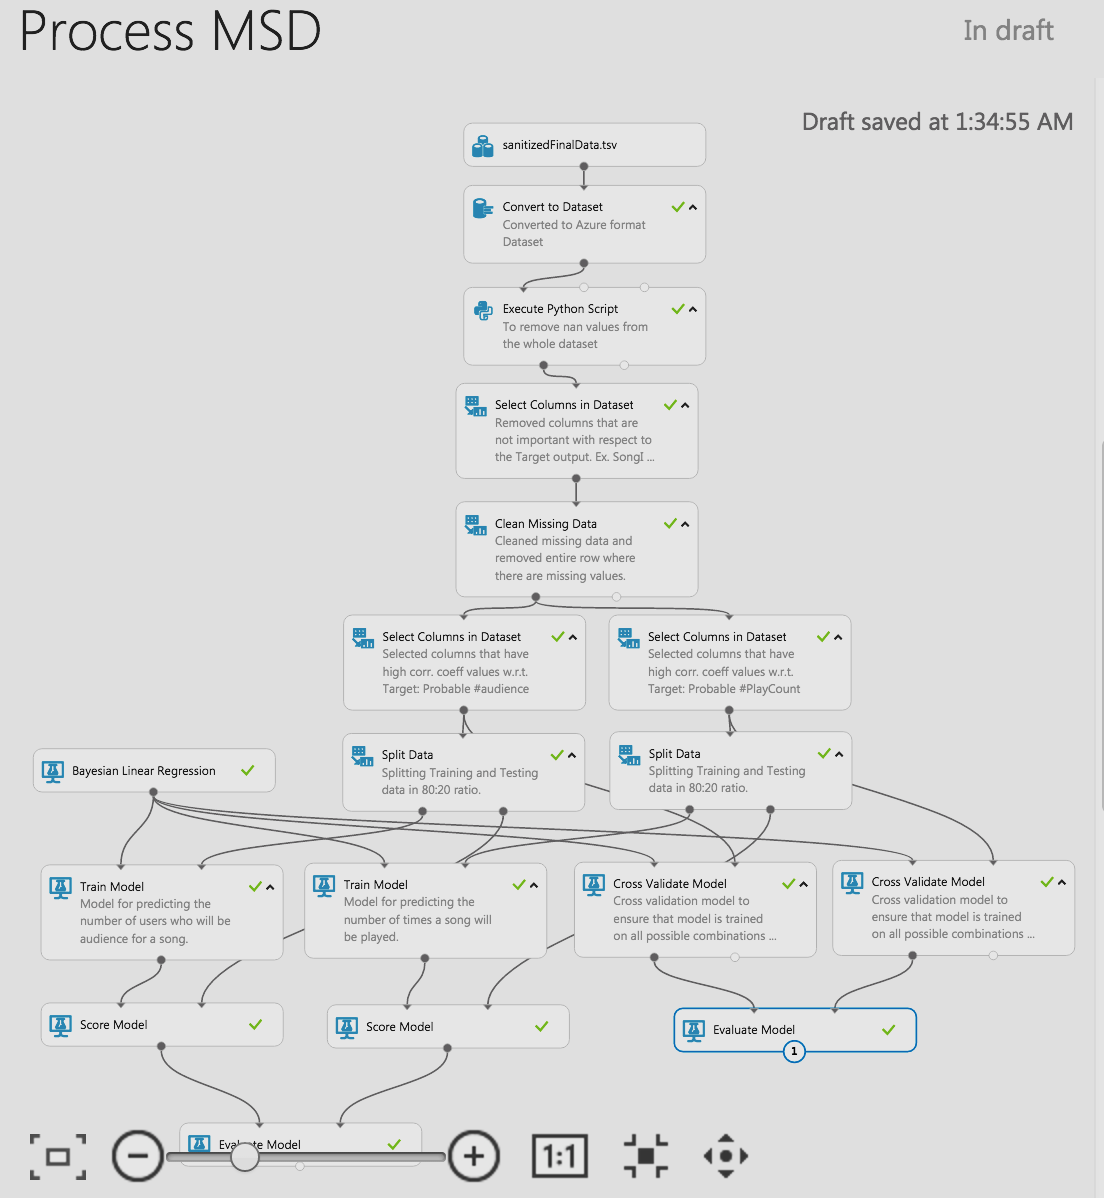 Process MSD
In draft
Draft saved at 1:34:55 AM
sanitizedFinalData.tsv
Convert to Dataset
Converted to Azure format
Dataset
Execute Python Script
To remove nan values from
the whole dataset
Select Columns in Dataset
Removed columns that are
not important with respect to
the Target output. Ex. SongI ...
Clean Missing Data
Cleaned missing data and
removed entire row where
there are missing values.
Select Columns in Dataset
Selected columns that have
high corr. coeff values w.r.t.
Target: Probable #audience
Select Columns in Dataset
Selected columns that have
high corr. coeff values w.r.t.
Target: Probable #PlayCount
Bayesian Linear Regression
Split Data
Splitting Training and Testing
data in 80:20 ratio.
Split Data
Splitting Training and Testing
data in 80:20 ratio.
Train Model
Model for predicting the
number of users who will be
audience for a song.
Train Model
Model for predicting the
number of times a song will
be played.
Cross Validate Model
Cross validation model to
ensure that model is trained
on all possible combinations ...
Cross Validate Model
Cross validation model to
ensure that model is trained
on all possible combinations ...
Score Model
Score Model
Evaluate Model
1
Evaluate Model
1:1